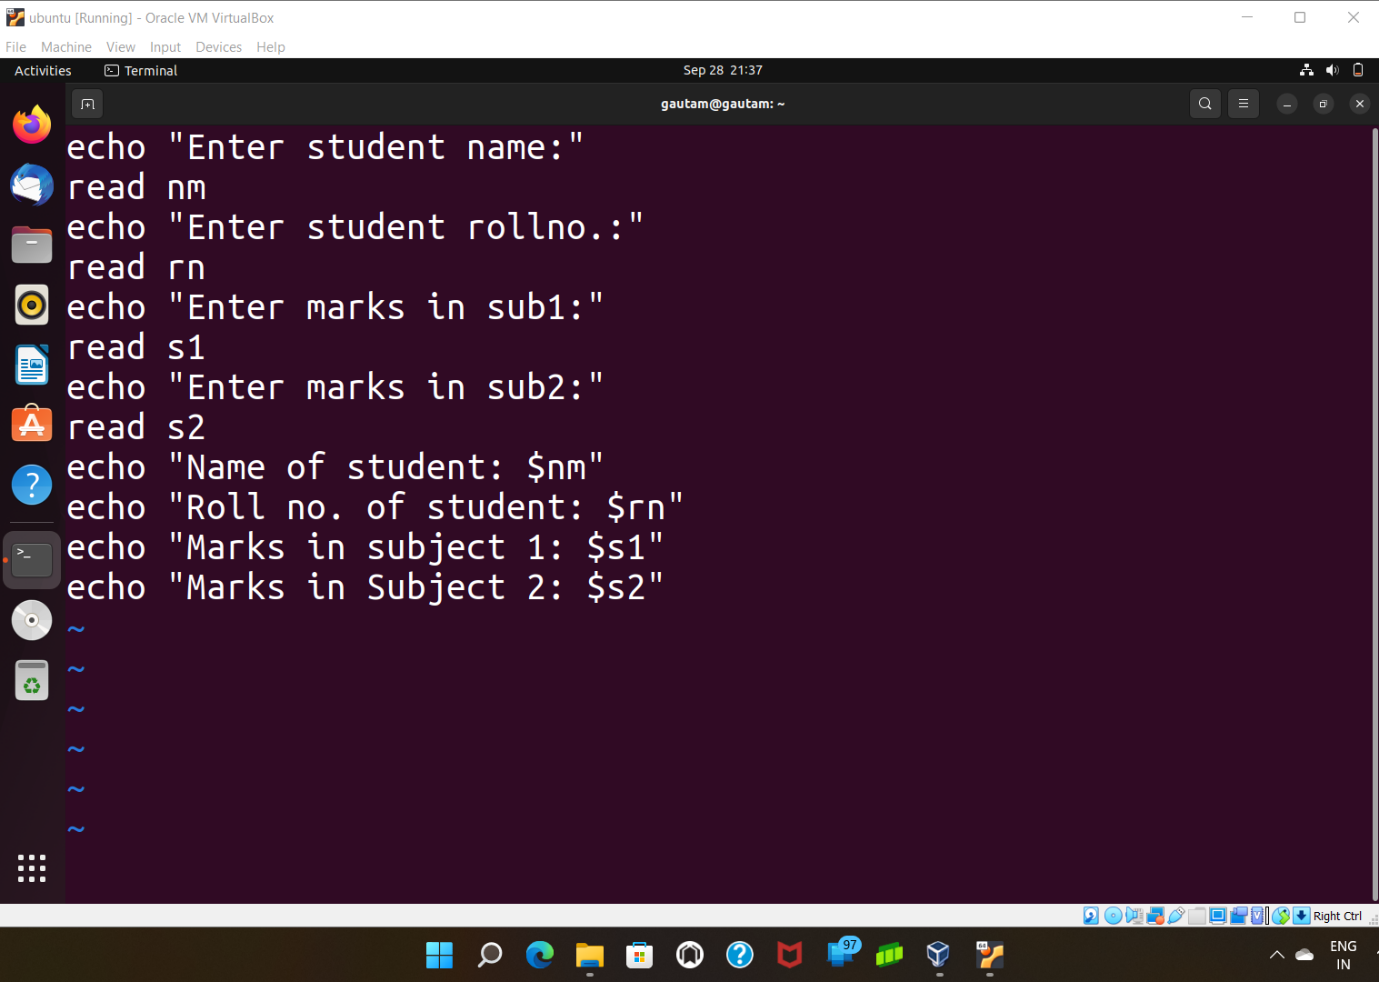 ubuntu [Running] - Oracle VM VirtualBox
File Machine View Input Devices Help
Activities Terminal Sep 28 21:37
gautam@gautam: ~
echo "Enter student name:"
read nm
echo "Enter student rollno.:"
read rn
echo "Enter marks in sub1:"
read s1
echo "Enter marks in sub2:"
read s2
echo "Name of student: $nm"
echo "Roll no. of student: $rn"
echo "Marks in subject 1: $s1"
echo "Marks in Subject 2: $s2"
~
~
~
~
~
~
Right Ctrl
97
ENG
IN